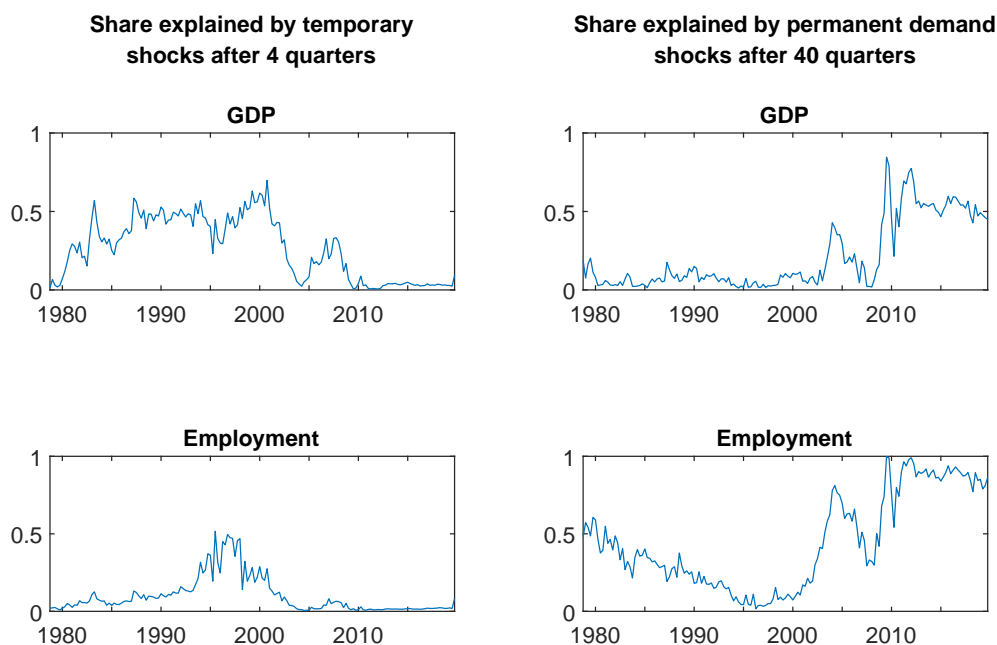 Share explained by temporary
shocks after 4 quarters
Share explained by permanent demand
shocks after 40 quarters
GDP
1
0.5
0
1980 1990 2000 2010
GDP
1
0.5
0
1980 1990 2000 2010
Employment
1
0.5
0
1980 1990 2000 2010
Employment
1
0.5
0
1980 1990 2000 2010